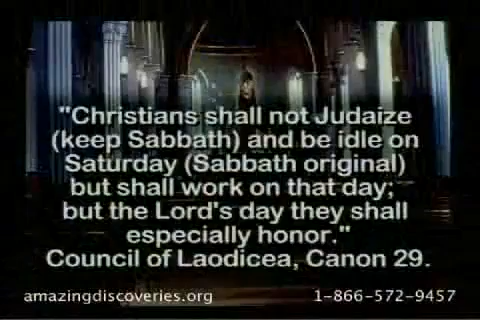 "Christians shall not Judaize
(keep Sabbath) and be idle on
Saturday (Sabbath original)
but shall work on that day;
but the Lord's day they shall
especially honor."
Council of Laodicea, Canon 29.
amazingdiscoveries.org 1-866-572-9457